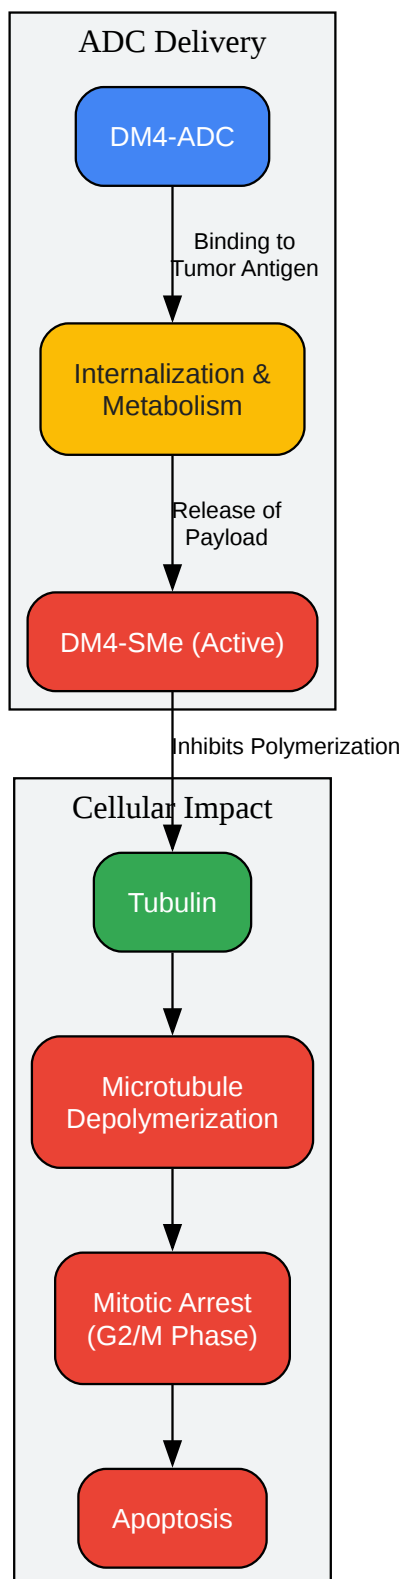 ADC Delivery
DM4-ADC
Binding to
Tumor Antigen
Internalization &
Metabolism
Release of
Payload
DM4-SMe (Active)
Inhibits Polymerization
Cellular Impact
Tubulin
Microtubule
Depolymerization
Mitotic Arrest
(G2/M Phase)
Apoptosis